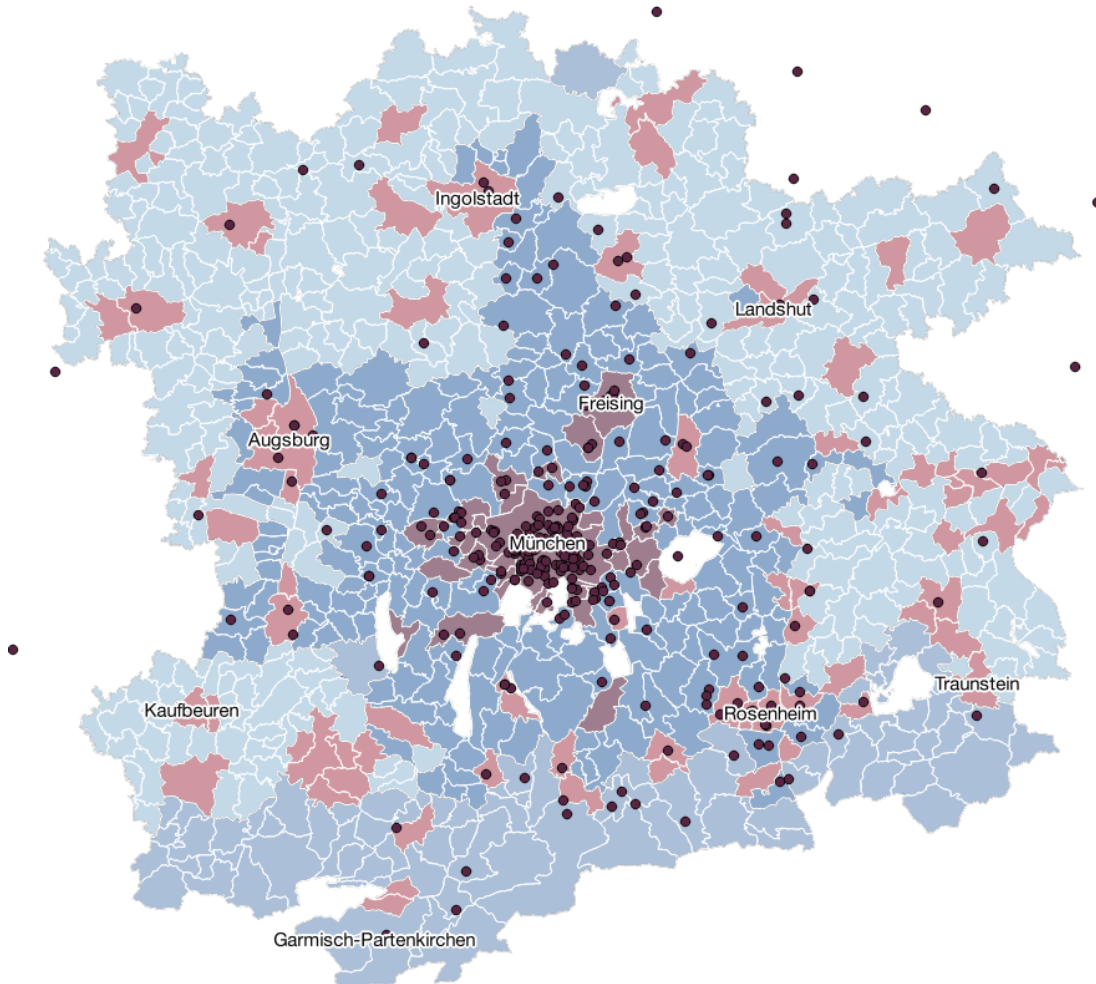 Ingolstadt
Landshut
Freising
Augsburg
München
Traunstein
Kaufbeuren
Rosenheim
Garmisch-Partenkirchen